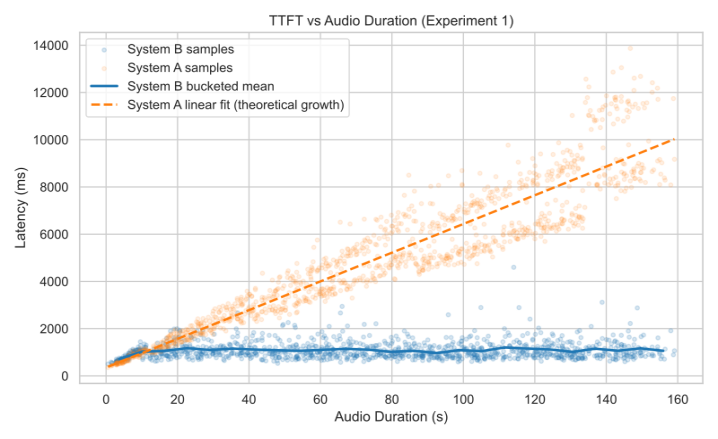 TTFT vs Audio Duration (Experiment 1)
System B samples
System A samples
System B bucketed mean
System A linear fit (theoretical growth)
Latency (ms)
14000
12000
10000
8000
6000
4000
2000
0
0 20 40 60 80 100 120 140 160
Audio Duration (s)